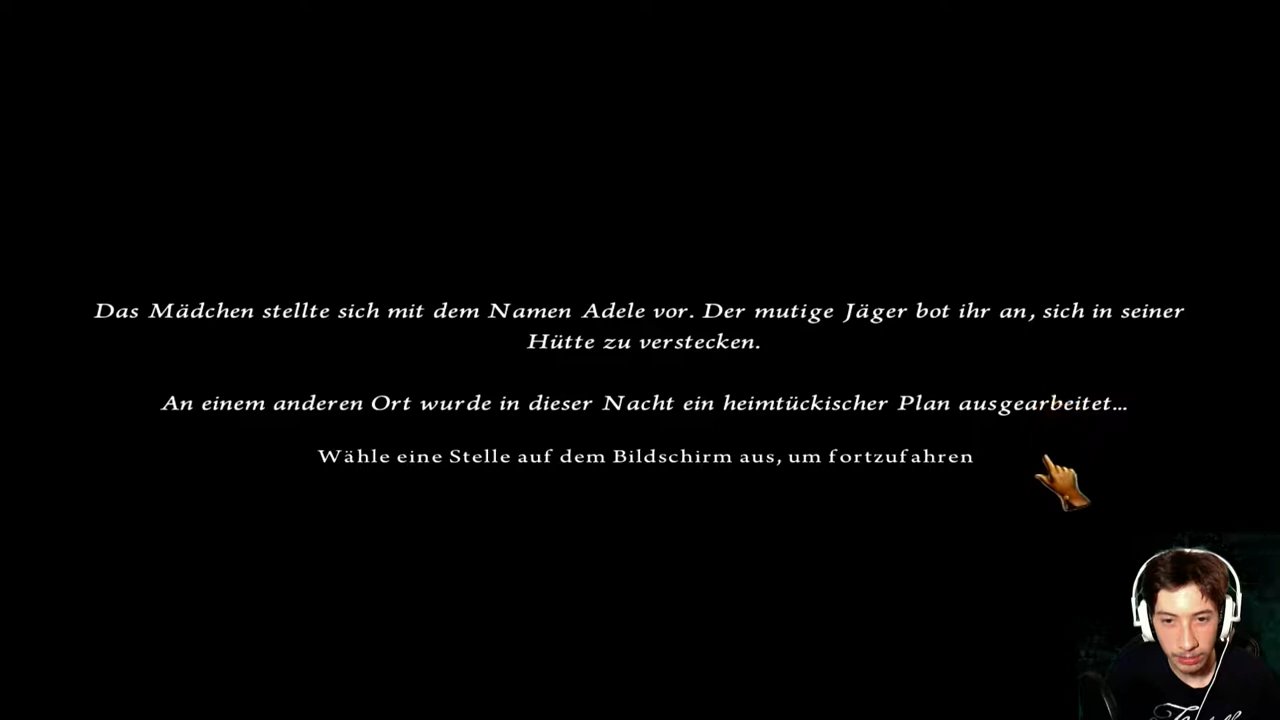 Das Mädchen stellte sich mit dem Namen Adele vor. Der mutige Jäger bot ihr an, sich in seiner
Hütte zu verstecken.
An einem anderen Ort wurde in dieser Nacht ein heimtückischer Plan ausgearbeitet...
Wähle eine Stelle auf dem Bildschirm aus, um fortzufahren